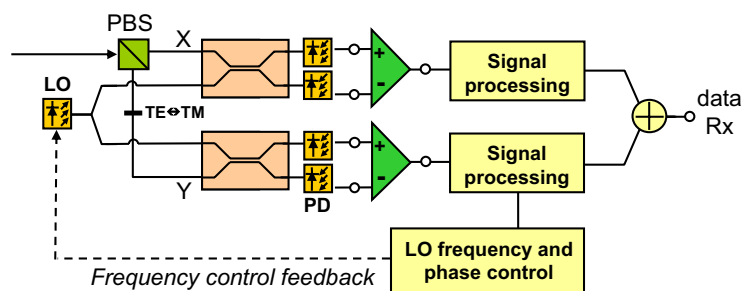 PBS
X
+
-
Signal
processing
LO
TE⇔TM
data
Rx
+
-
Signal
processing
Y
PD
LO frequency and
phase control
Frequency control feedback